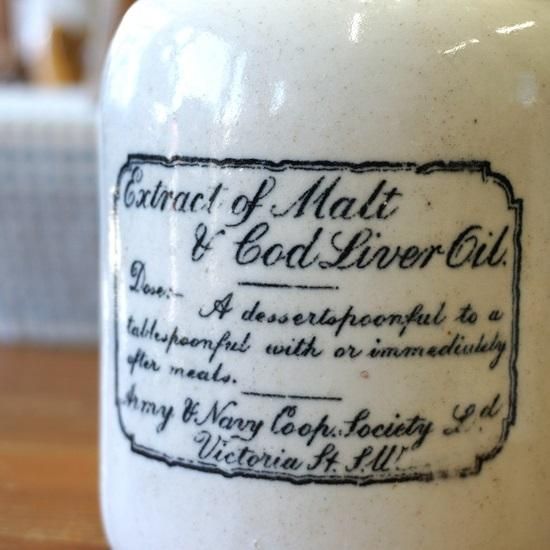 Extract of Malt
& Cod Liver Oil.
Dose:- A dessertspoonful to a
tablespoonful with or immediately
after meals.
Army & Navy Coop. Society Ld
Victoria St. S.W.